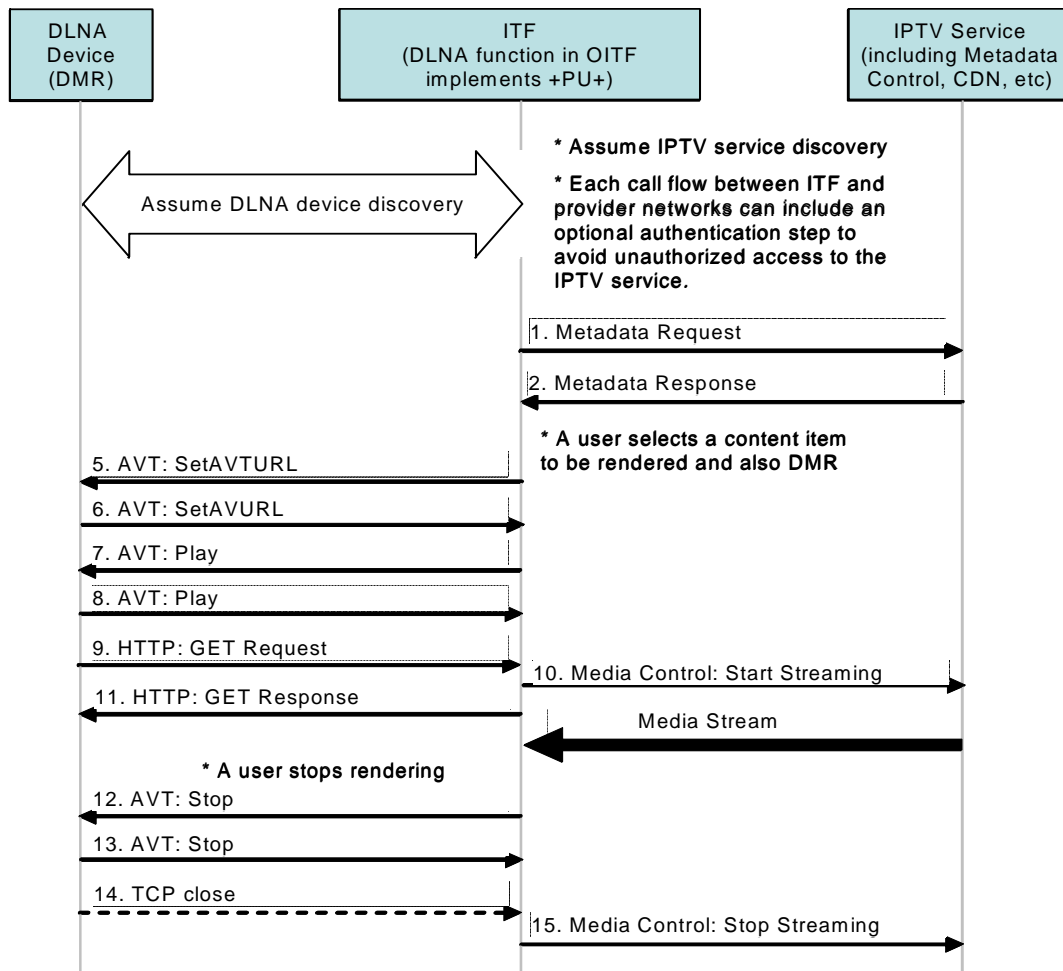 DLNA
Device
(DMR)
ITF
(DLNA function in OITF
implements +PU+)
IPTV Service
(including Metadata
Control, CDN, etc)
Assume DLNA device discovery
* Assume IPTV service discovery
* Each call flow between ITF and
provider networks can include an
optional authentication step to
avoid unauthorized access to the
IPTV service.
1. Metadata Request
2. Metadata Response
* A user selects a content item
to be rendered and also DMR
5. AVT: SetAVTURL
6. AVT: SetAVURL
7. AVT: Play
8. AVT: Play
9. HTTP: GET Request
10. Media Control: Start Streaming
11. HTTP: GET Response
Media Stream
* A user stops rendering
12. AVT: Stop
13. AVT: Stop
14. TCP close
15. Media Control: Stop Streaming